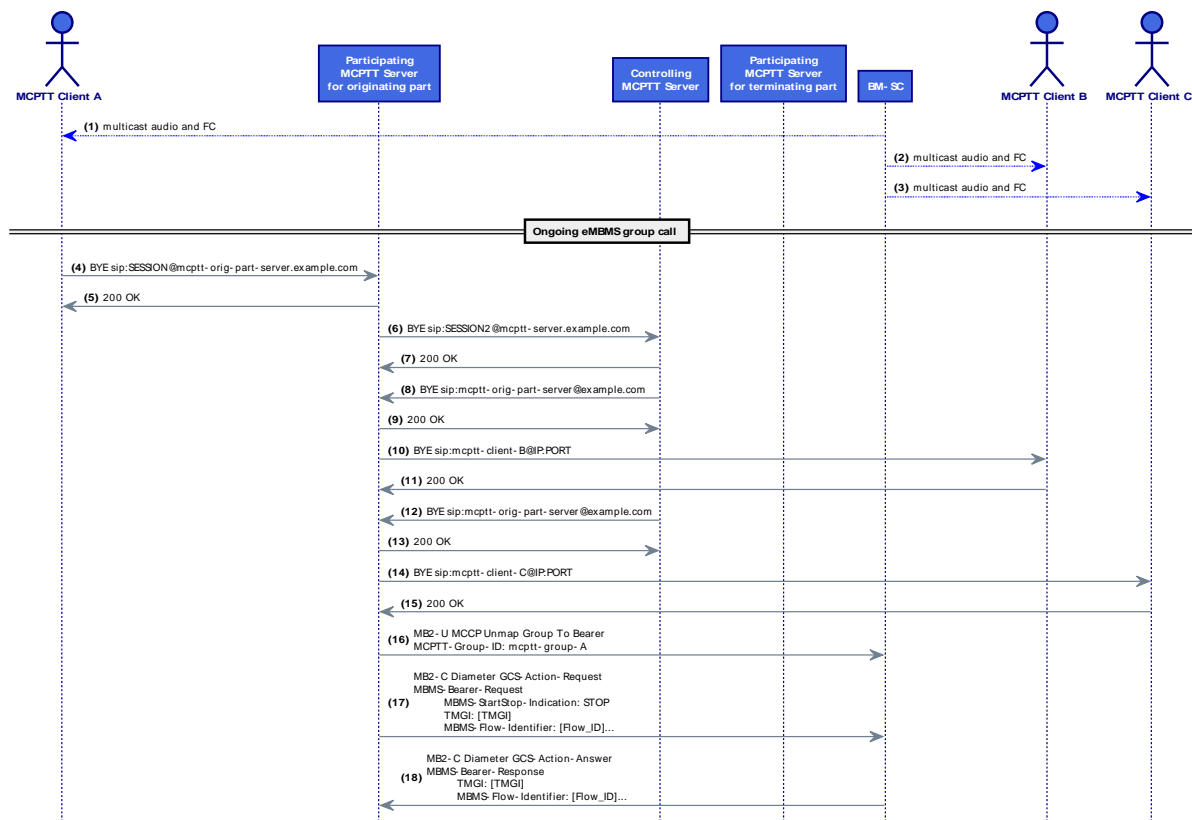 MCPTT Client A
Participating
MCPTT Server
for originating part
Controlling
MCPTT Server
Participating
MCPTT Server
for terminating part
BM-SC
MCPTT Client B
MCPTT Client C
(1) multicast audio and FC
(2) multicast audio and FC
(3) multicast audio and FC
Ongoing eMBMS group call
(4) BYE sip:SESSION@mcptt-orig-part-server.example.com
(5) 200 OK
(6) BYE sip:SESSION2@mcptt-server.example.com
(7) 200 OK
(8) BYE sip:mcptt-orig-part-server@example.com
(9) 200 OK
(10) BYE sip:mcptt-client-B@IP:PORT
(11) 200 OK
(12) BYE sip:mcptt-orig-part-server@example.com
(13) 200 OK
(14) BYE sip:mcptt-client-C@IP:PORT
(15) 200 OK
(16) MB2-U MCCP Unmap Group To Bearer
MCPTT-Group-ID: mcptt-group-A
MB2-C Diameter GCS-Action-Request
MBMS-Bearer-Request
(17) MBMS-StartStop-Indication: STOP
TMGI: [TMGI]
MBMS-Flow-Identifier: [Flow_ID]...
MB2-C Diameter GCS-Action-Answer
MBMS-Bearer-Response
(18) TMGI: [TMGI]
MBMS-Flow-Identifier: [Flow_ID]...